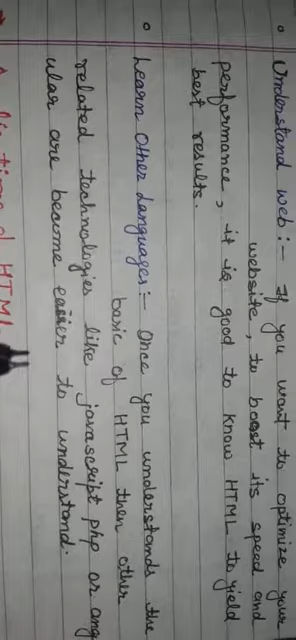 ◦ Understand web:- If you want to optimize your
website, to boost its speed and
performance, it is good to know HTML to yield
best results.
◦ Learn Other Languages:- Once you understands the
basic of HTML then other
related technologies like javascript php or ang
ular are become easier to understand.
HTML